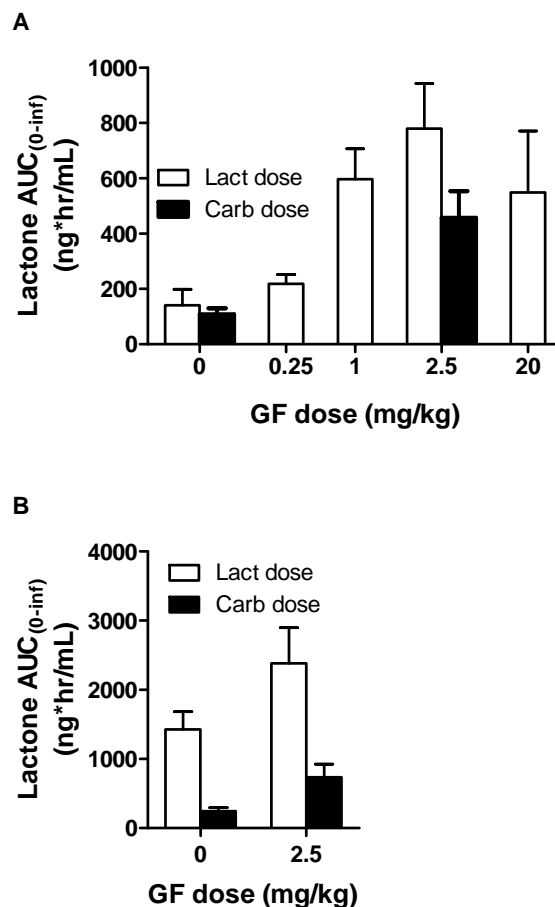 A
1000
800
600
400
200
0
Lactone AUC(0-inf)
(ng*hr/mL)
Lact dose
Carb dose
0 0.25 1 2.5 20
GF dose (mg/kg)
B
4000
3000
2000
1000
0
Lactone AUC(0-inf)
(ng*hr/mL)
Lact dose
Carb dose
0 2.5
GF dose (mg/kg)